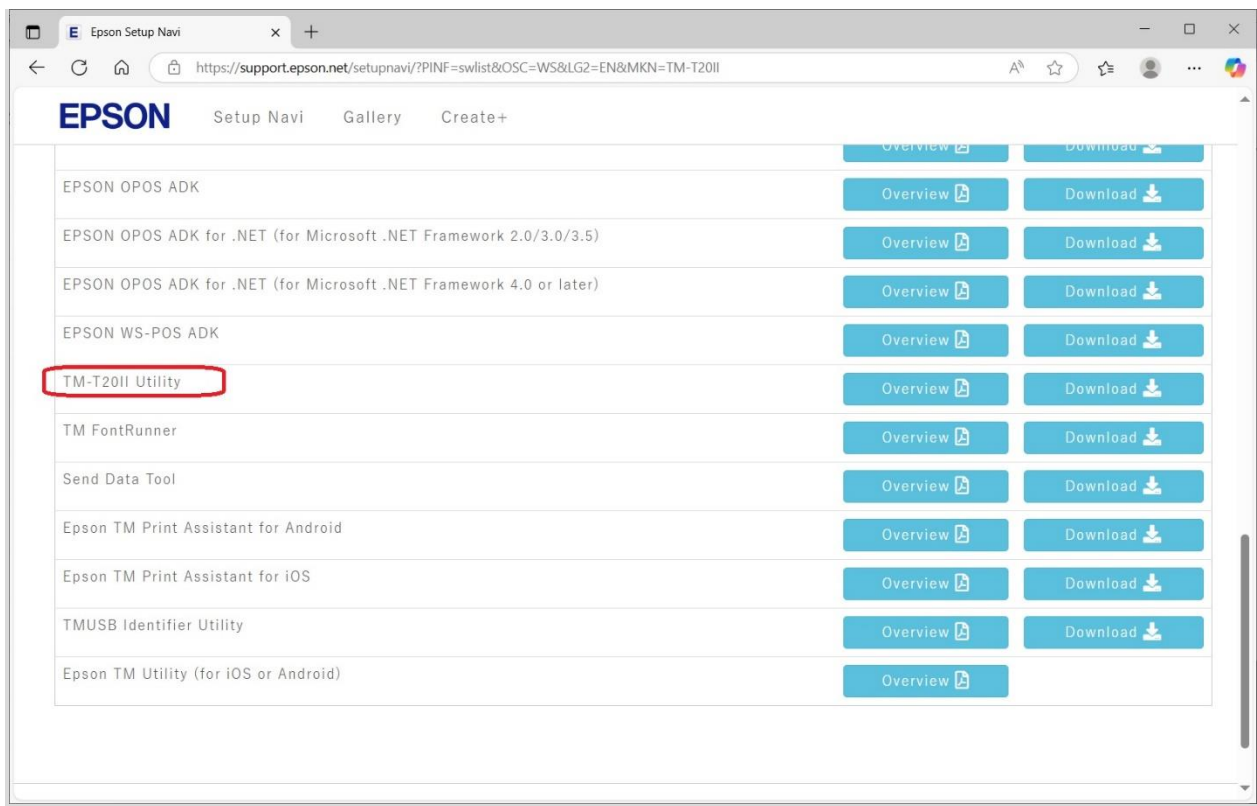 E Epson Setup Navi
https://support.epson.net/setupnavi/?PINF=swlist&OSC=WS&LG2=EN&MKN=TM-T20II
EPSON Setup Navi Gallery Create+
Overview Download
EPSON OPOS ADK Overview Download
EPSON OPOS ADK for .NET (for Microsoft .NET Framework 2.0/3.0/3.5) Overview Download
EPSON OPOS ADK for .NET (for Microsoft .NET Framework 4.0 or later) Overview Download
EPSON WS-POS ADK Overview Download
TM-T20II Utility Overview Download
TM FontRunner Overview Download
Send Data Tool Overview Download
Epson TM Print Assistant for Android Overview Download
Epson TM Print Assistant for iOS Overview Download
TMUSB Identifier Utility Overview Download
Epson TM Utility (for iOS or Android) Overview